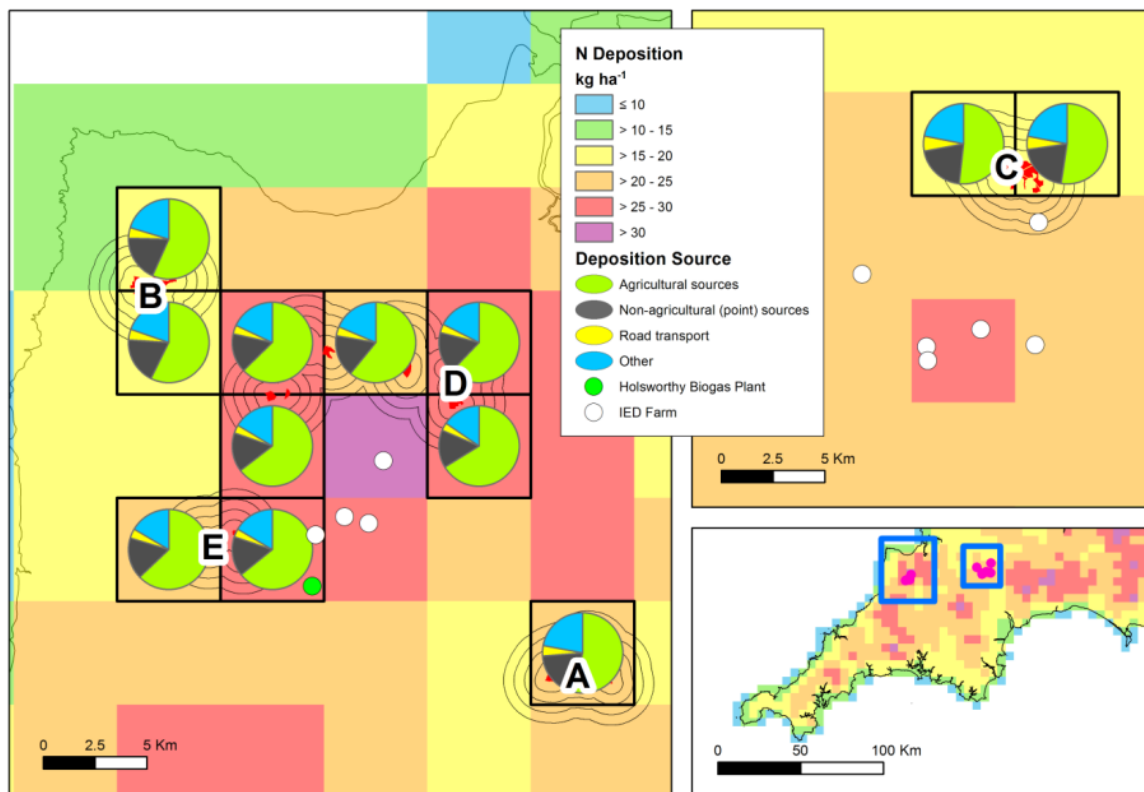 N Deposition
kg ha⁻¹
≤ 10
> 10 - 15
> 15 - 20
> 20 - 25
> 25 - 30
> 30
Deposition Source
Agricultural sources
Non-agricultural (point) sources
Road transport
Other
Holsworthy Biogas Plant
IED Farm
B
D
E
A
0 2.5 5 Km
C
0 2.5 5 Km
0 50 100 Km